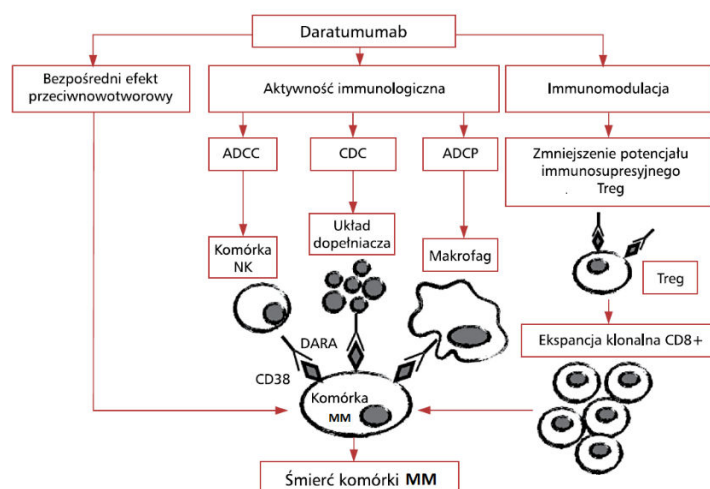 Daratumumab
Bezpośredni efekt
przeciwnowotworowy
Aktywność immunologiczna
Immunomodulacja
ADCC
CDC
ADCP
Zmniejszenie potencjału
immunosupresyjnego
Treg
Komórka
NK
Układ
dopełniacza
Makrofag
Treg
DARA
Ekspancja klonalna CD8+
CD38
Komórka
MM
Śmierć komórki MM